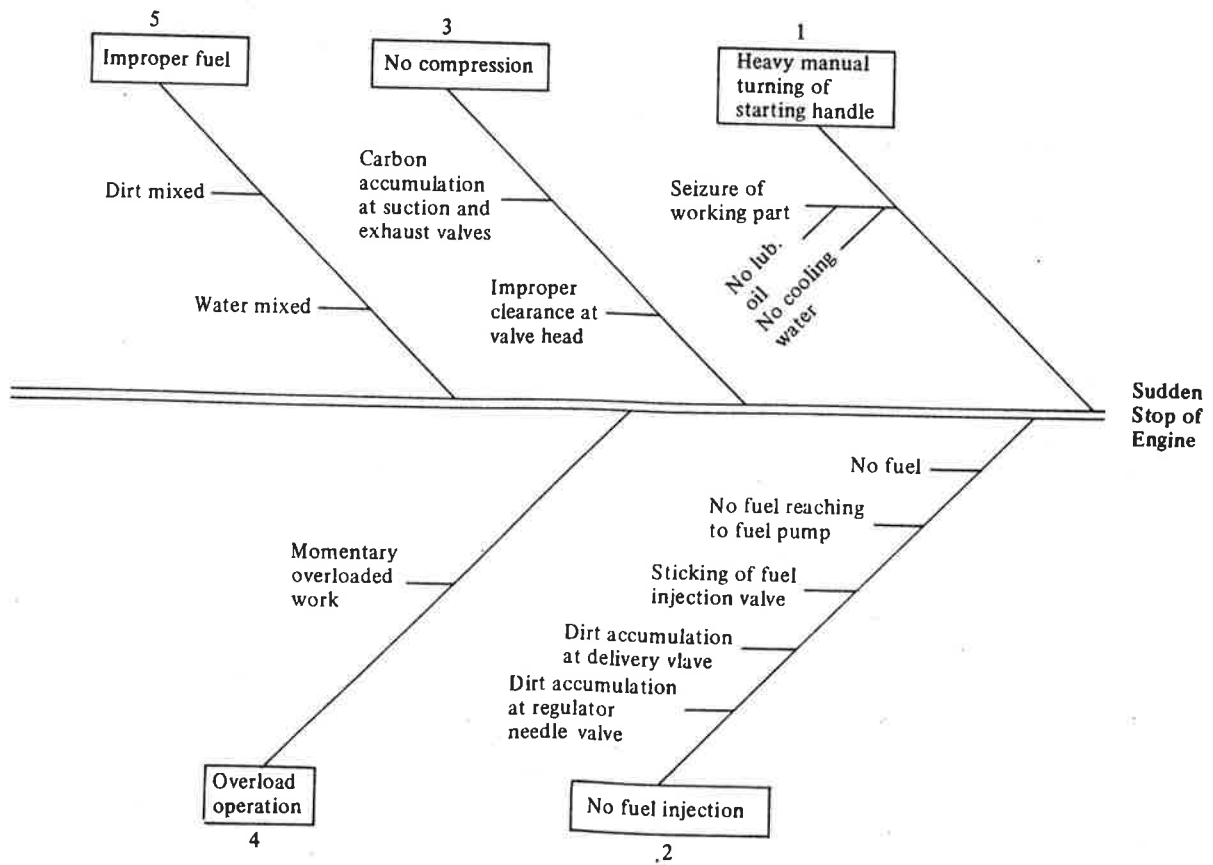 5
Improper fuel
Dirt mixed
Water mixed
3
No compression
Carbon
accumulation
at suction and
exhaust valves
Improper
clearance at
valve head
1
Heavy manual
turning of
starting handle
Seizure of
working part
No lub.
oil
No cooling
water
Sudden
Stop of
Engine
Momentary
overloaded
work
Overload
operation
4
No fuel
No fuel reaching
to fuel pump
Sticking of fuel
injection valve
Dirt accumulation
at delivery vlave
Dirt accumulation
at regulator
needle valve
No fuel injection
2